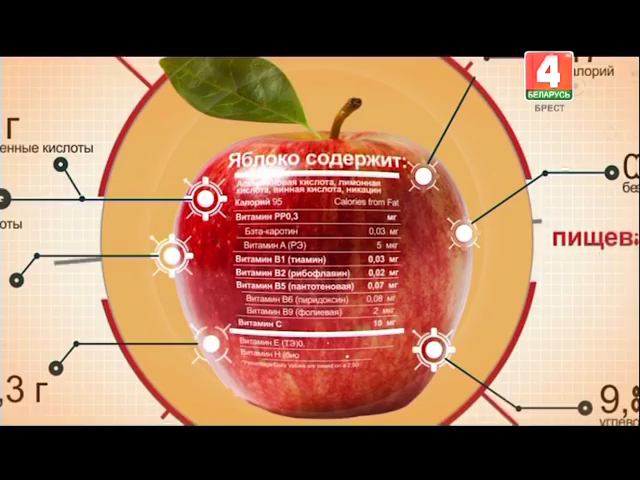 4
БЕЛАРУСЬ
БРЕСТ
г
енные кислоты
Яблоко содержит:
кислота, лимонная
кислота, винная кислота, никацин
Калорий 95 Calories from Fat
Витамин РР0,3 мг
Бэта-каротин 0,03 мг
Витамин А (РЭ) 5 мкг
Витамин В1 (тиамин) 0,03 мг
Витамин В2 (рибофлавин) 0,02 мг
Витамин В5 (пантотеновая) 0,07 мг
Витамин В6 (пиридоксин) 0,08 мг
Витамин В9 (фолиевая) 2 мкг
Витамин С 10 мг
Витамин Е (ТЭ)0,
Витамин Н (био
алорий
бе
пищева
оты
,3 г
9,8
углево